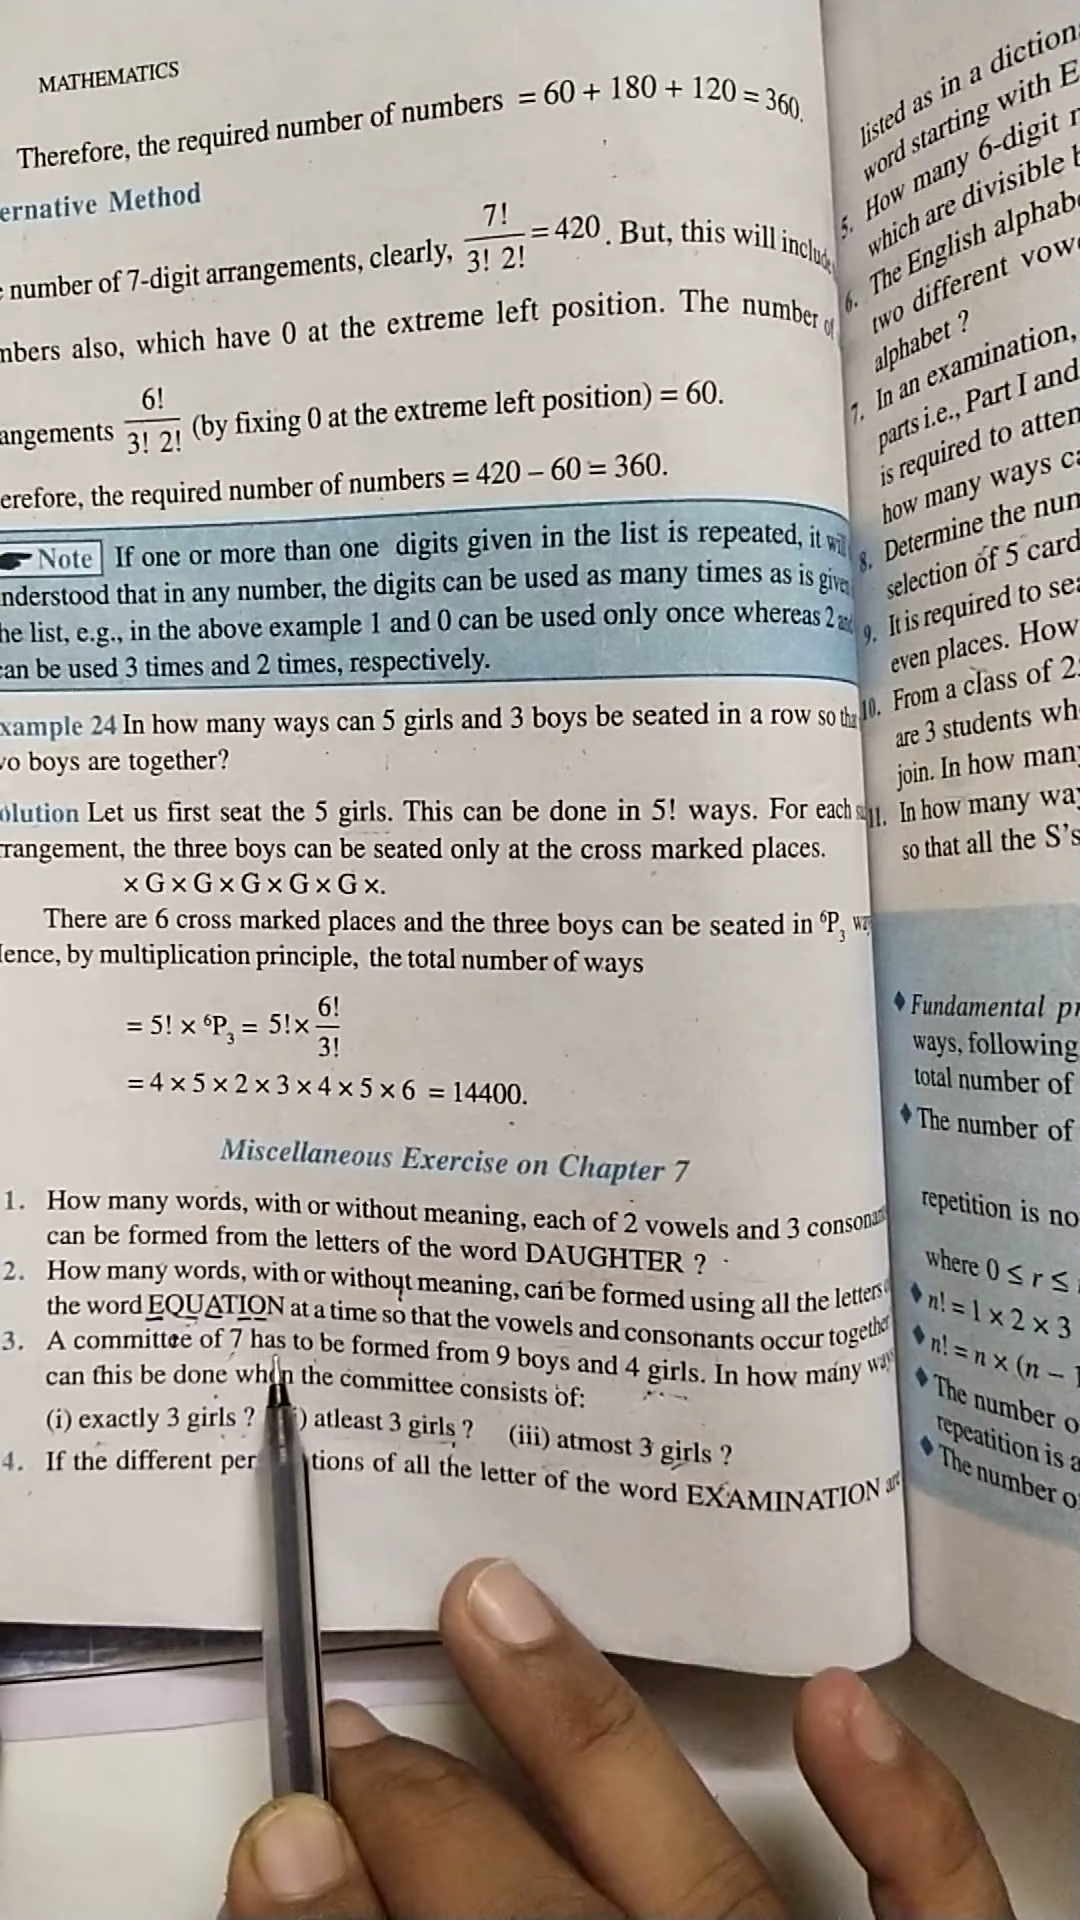 MATHEMATICS
Therefore, the required number of numbers = 60 + 180 + 120 = 360.
ernative Method
number of 7-digit arrangements, clearly, 7!/3! 2! = 420. But, this will include
mbers also, which have 0 at the extreme left position. The number of
angements 6!/3! 2! (by fixing 0 at the extreme left position) = 60.
erefore, the required number of numbers = 420 – 60 = 360.
Note If one or more than one digits given in the list is repeated, it will
nderstood that in any number, the digits can be used as many times as is given
he list, e.g., in the above example 1 and 0 can be used only once whereas 2 and
can be used 3 times and 2 times, respectively.
xample 24 In how many ways can 5 girls and 3 boys be seated in a row so that
vo boys are together?
olution Let us first seat the 5 girls. This can be done in 5! ways. For each
rrangement, the three boys can be seated only at the cross marked places.
× G × G × G × G × G ×.
There are 6 cross marked places and the three boys can be seated in ⁶P₃ way
Ience, by multiplication principle, the total number of ways
= 5! × ⁶P₃ = 5! × 6!/3!
= 4 × 5 × 2 × 3 × 4 × 5 × 6 = 14400.
Miscellaneous Exercise on Chapter 7
1. How many words, with or without meaning, each of 2 vowels and 3 consonan
can be formed from the letters of the word DAUGHTER ?
2. How many words, with or without meaning, can be formed using all the letters
the word EQUATION at a time so that the vowels and consonants occur together
3. A committee of 7 has to be formed from 9 boys and 4 girls. In how many ways
can this be done when the committee consists of:
(i) exactly 3 girls ? i) atleast 3 girls ? (iii) atmost 3 girls ?
4. If the different per tions of all the letter of the word EXAMINATION are
listed as in a diction
word starting with E
5. How many 6-digit n
which are divisible b
6. The English alphabe
two different vow
alphabet ?
7. In an examination,
parts i.e., Part I and
is required to atten
how many ways ca
8. Determine the num
selection of 5 card
9. It is required to sea
even places. How
10. From a class of 2
are 3 students wh
join. In how many
11. In how many way
so that all the S's
♦ Fundamental pr
ways, following
total number of
♦ The number of
repetition is no
where 0 ≤ r ≤
♦ n! = 1 × 2 × 3
♦ n! = n × (n – 1
♦ The number o
repeatition is a
♦ The number o